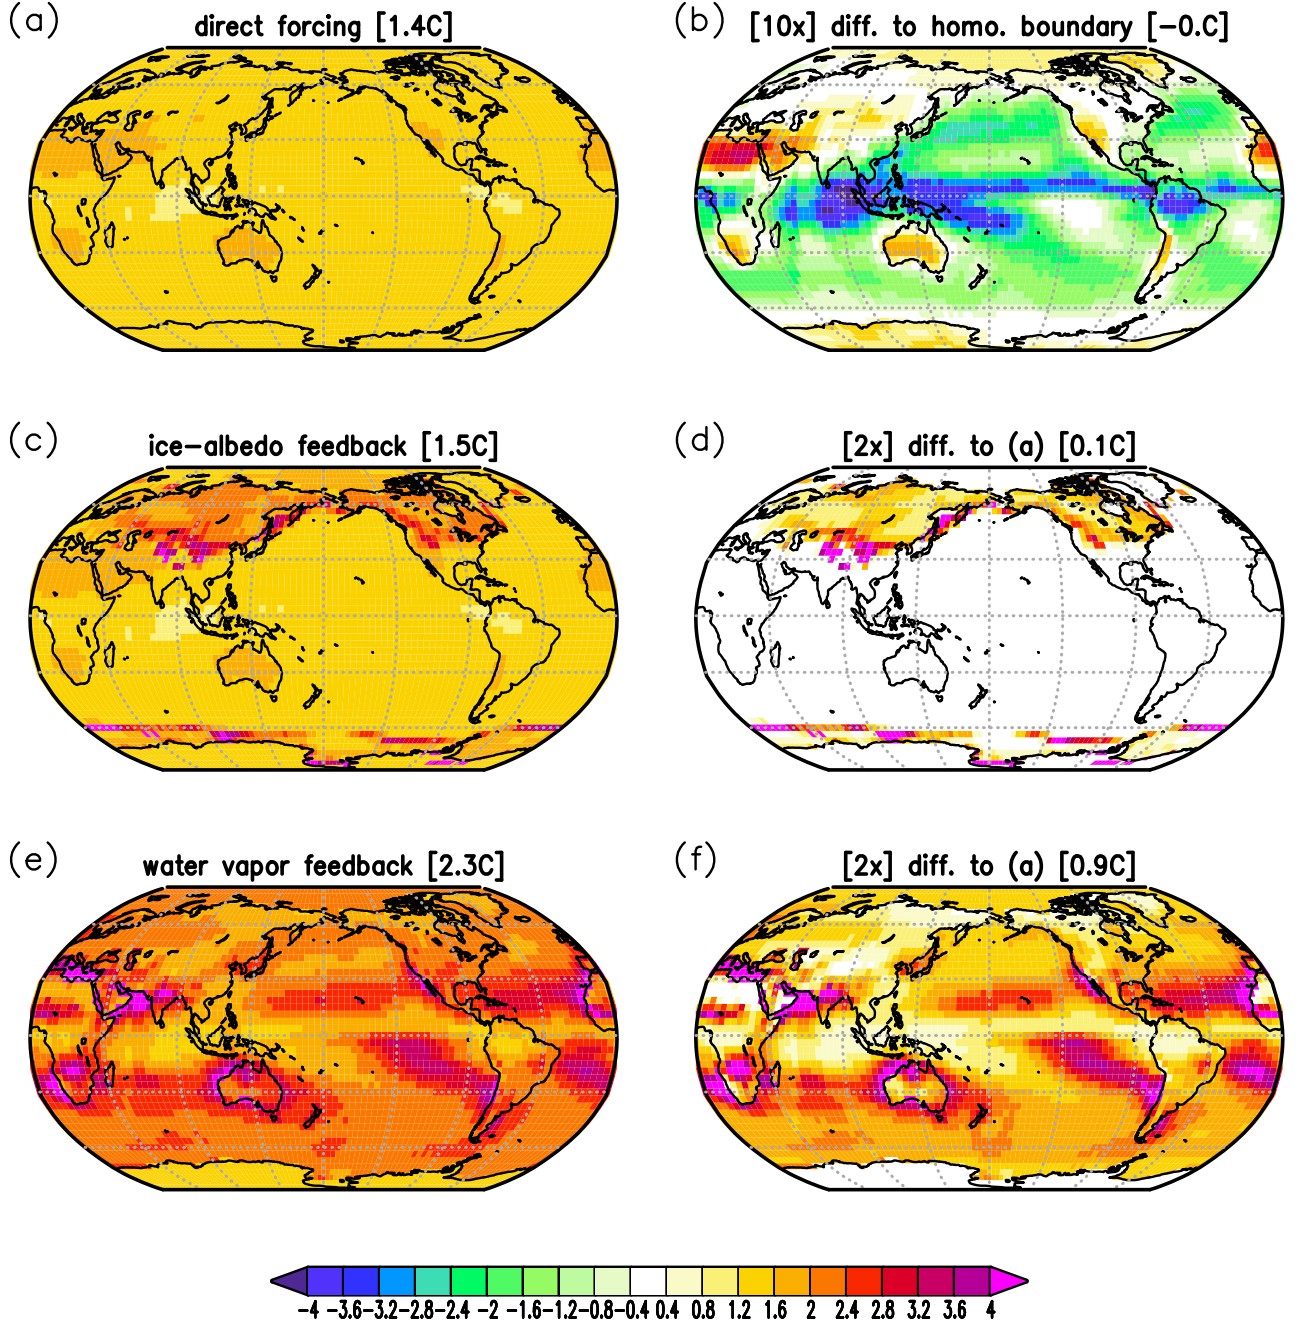 (a)
direct forcing [1.4C]
(b)
[10x] diff. to homo. boundary [-0.C]
(c)
ice-albedo feedback [1.5C]
(d)
[2x] diff. to (a) [0.1C]
(e)
water vapor feedback [2.3C]
(f)
[2x] diff. to (a) [0.9C]
-4 -3.6 -3.2 -2.8 -2.4 -2 -1.6 -1.2 -0.8 -0.4 0.4 0.8 1.2 1.6 2 2.4 2.8 3.2 3.6 4